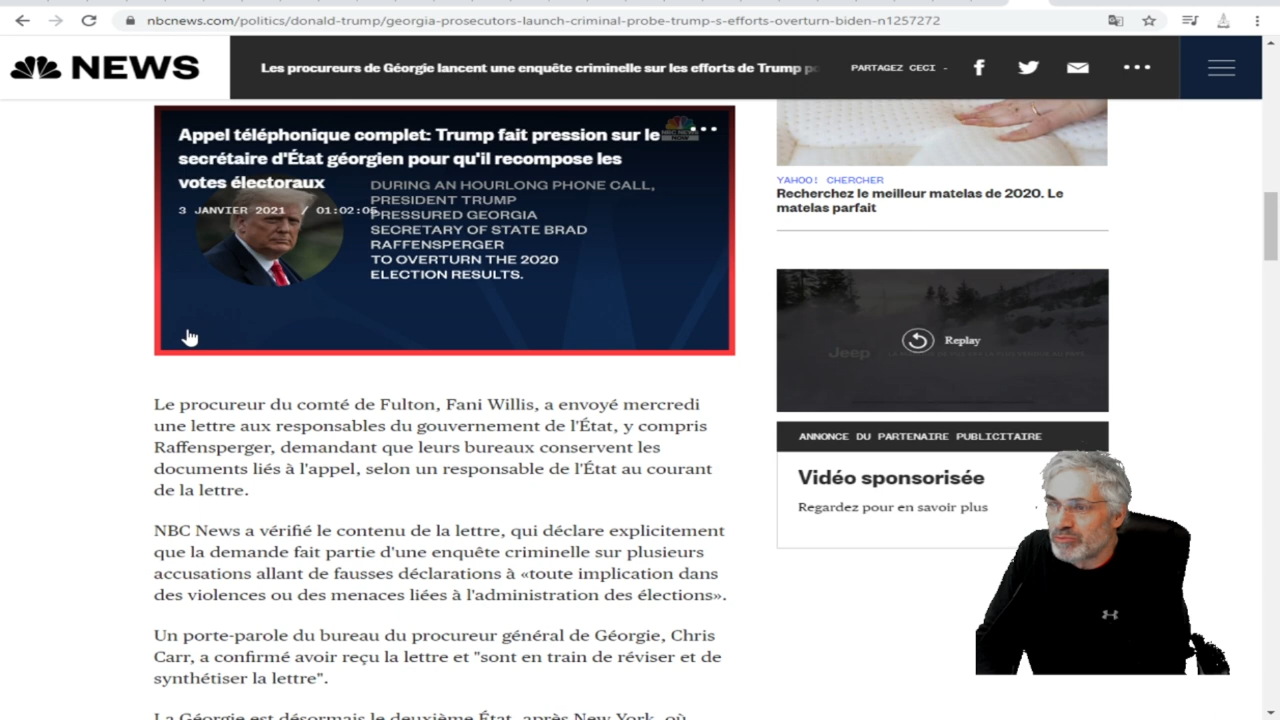 nbcnews.com/politics/donald-trump/georgia-prosecutors-launch-criminal-probe-trump-s-efforts-overturn-biden-n1257272
NEWS
Les procureurs de Géorgie lancent une enquête criminelle sur les efforts de Trump
PARTAGEZ CECI -
Appel téléphonique complet: Trump fait pression sur le
secrétaire d'État géorgien pour qu'il recompose les
votes électoraux
3 JANVIER 2021 / 01:02:06
NBC NEWS
NOW
DURING AN HOURLONG PHONE CALL,
PRESIDENT TRUMP
PRESSURED GEORGIA
SECRETARY OF STATE BRAD
RAFFENSPERGER
TO OVERTURN THE 2020
ELECTION RESULTS.
Le procureur du comté de Fulton, Fani Willis, a envoyé mercredi
une lettre aux responsables du gouvernement de l'État, y compris
Raffensperger, demandant que leurs bureaux conservent les
documents liés à l'appel, selon un responsable de l'État au courant
de la lettre.
NBC News a vérifié le contenu de la lettre, qui déclare explicitement
que la demande fait partie d'une enquête criminelle sur plusieurs
accusations allant de fausses déclarations à «toute implication dans
des violences ou des menaces liées à l'administration des élections».
Un porte-parole du bureau du procureur général de Géorgie, Chris
Carr, a confirmé avoir reçu la lettre et "sont en train de réviser et de
synthétiser la lettre".
La Géorgie est désormais le deuxième État, après New York, où
YAHOO! CHERCHER
Recherchez le meilleur matelas de 2020. Le
matelas parfait
Replay
Jeep
ANNONCE DU PARTENAIRE PUBLICITAIRE
Vidéo sponsorisée
Regardez pour en savoir plus